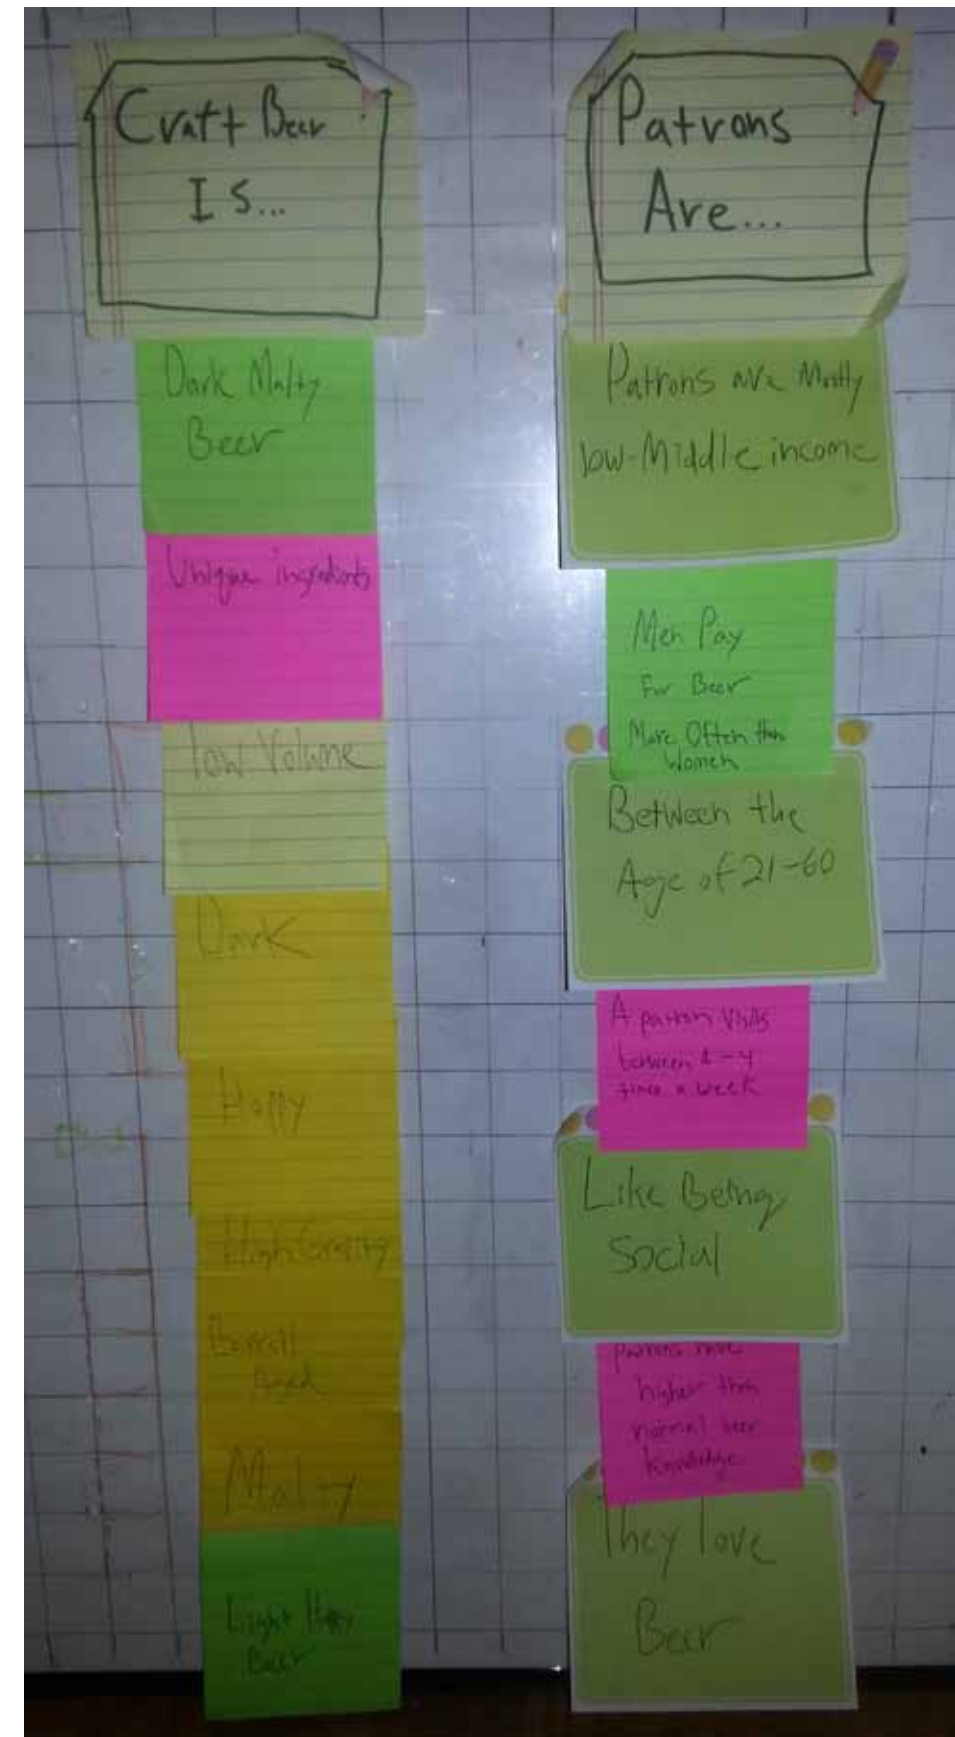 Craft Beer
IS...
Dark Malty
Beer
Unique ingredients
low Volume
Dark
Hoppy
High Gravity
Barrel
Aged
Malty
Light Hoppy
Beer
Patrons
Are...
Patrons are Mostly
low-Middle income
Men Pay
For Beer
More Often than
Women
Between the
Age of 21-60
A patron visits
between 1-4
times a week
Like Being
Social
patrons have
higher than
normal beer
knowledge
They love
Beer